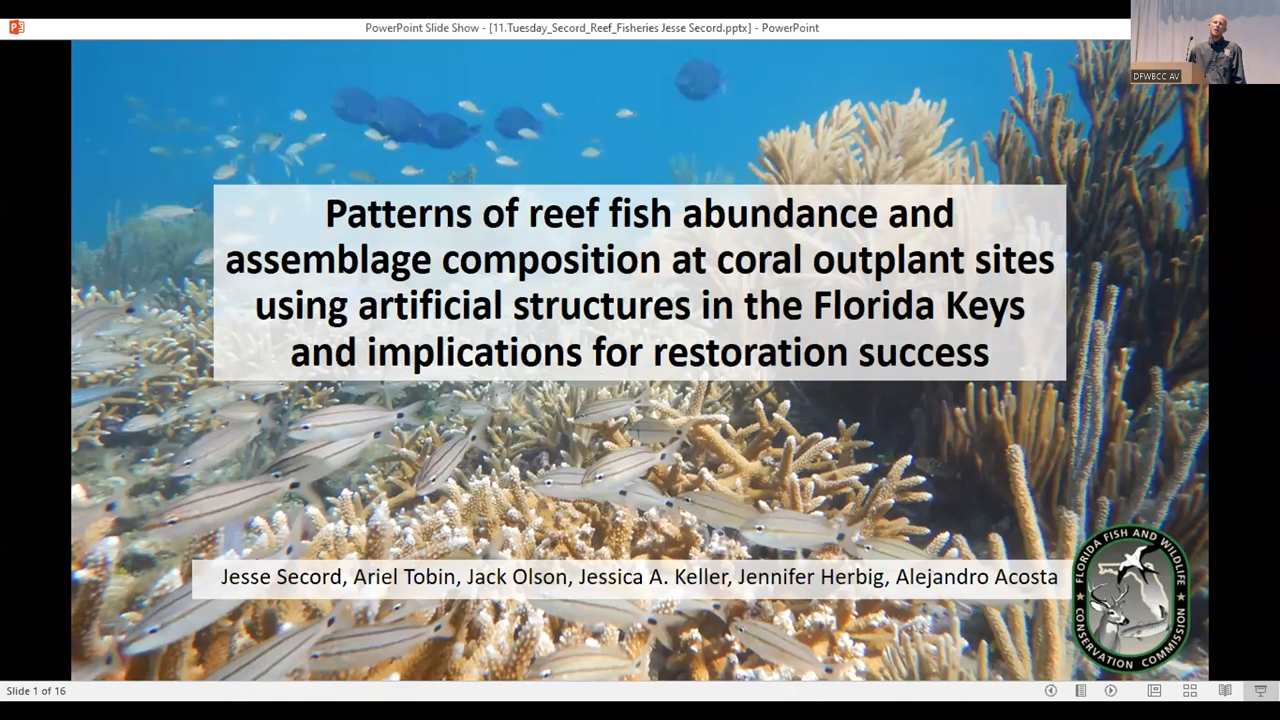 PowerPoint Slide Show - [11.Tuesday_Secord_Reef_Fisheries Jesse Secord.pptx] - PowerPoint
DFWBCC AV
Patterns of reef fish abundance and
assemblage composition at coral outplant sites
using artificial structures in the Florida Keys
and implications for restoration success
Jesse Secord, Ariel Tobin, Jack Olson, Jessica A. Keller, Jennifer Herbig, Alejandro Acosta
FLORIDA FISH AND WILDLIFE
CONSERVATION COMMISSION
Slide 1 of 16